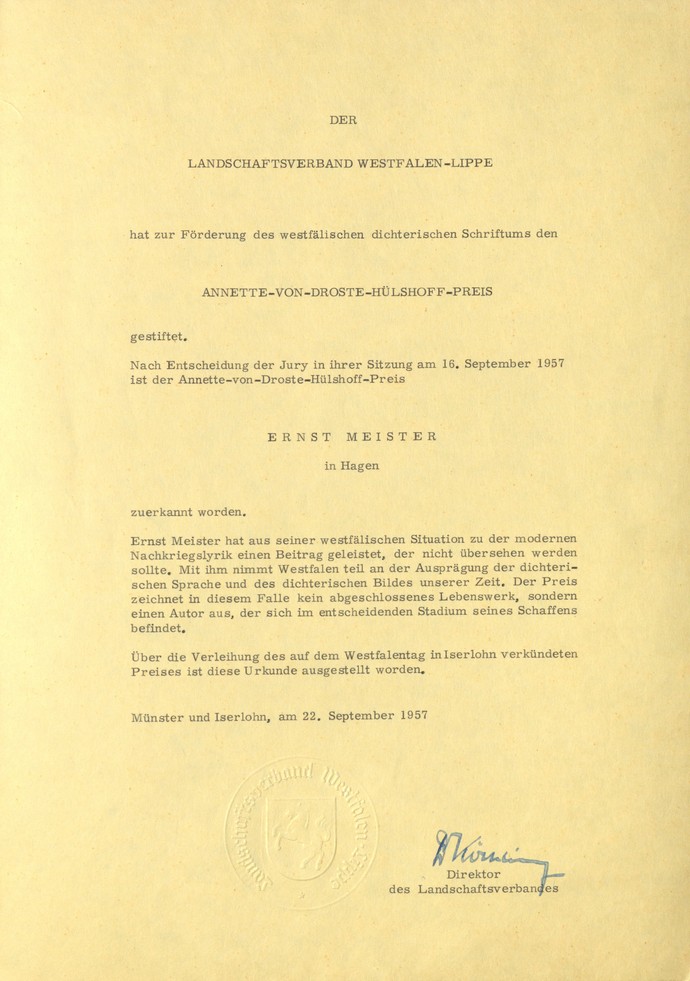 DER
LANDSCHAFTSVERBAND WESTFALEN-LIPPE
hat zur Förderung des westfälischen dichterischen Schriftums den
ANNETTE-VON-DROSTE-HÜLSHOFF-PREIS
gestiftet.
Nach Entscheidung der Jury in ihrer Sitzung am 16. September 1957
ist der Annette-von-Droste-Hülshoff-Preis
ERNST MEISTER
in Hagen
zuerkannt worden.
Ernst Meister hat aus seiner westfälischen Situation zu der modernen
Nachkriegslyrik einen Beitrag geleistet, der nicht übersehen werden
sollte. Mit ihm nimmt Westfalen teil an der Ausprägung der dichteri-
schen Sprache und des dichterischen Bildes unserer Zeit. Der Preis
zeichnet in diesem Falle kein abgeschlossenes Lebenswerk, sondern
einen Autor aus, der sich im entscheidenden Stadium seines Schaffens
befindet.
Über die Verleihung des auf dem Westfalentag in Iserlohn verkündeten
Preises ist diese Urkunde ausgestellt worden.
Münster und Iserlohn, am 22. September 1957
Landschaftsverband Westfalen-Lippe
Direktor
des Landschaftsverbandes